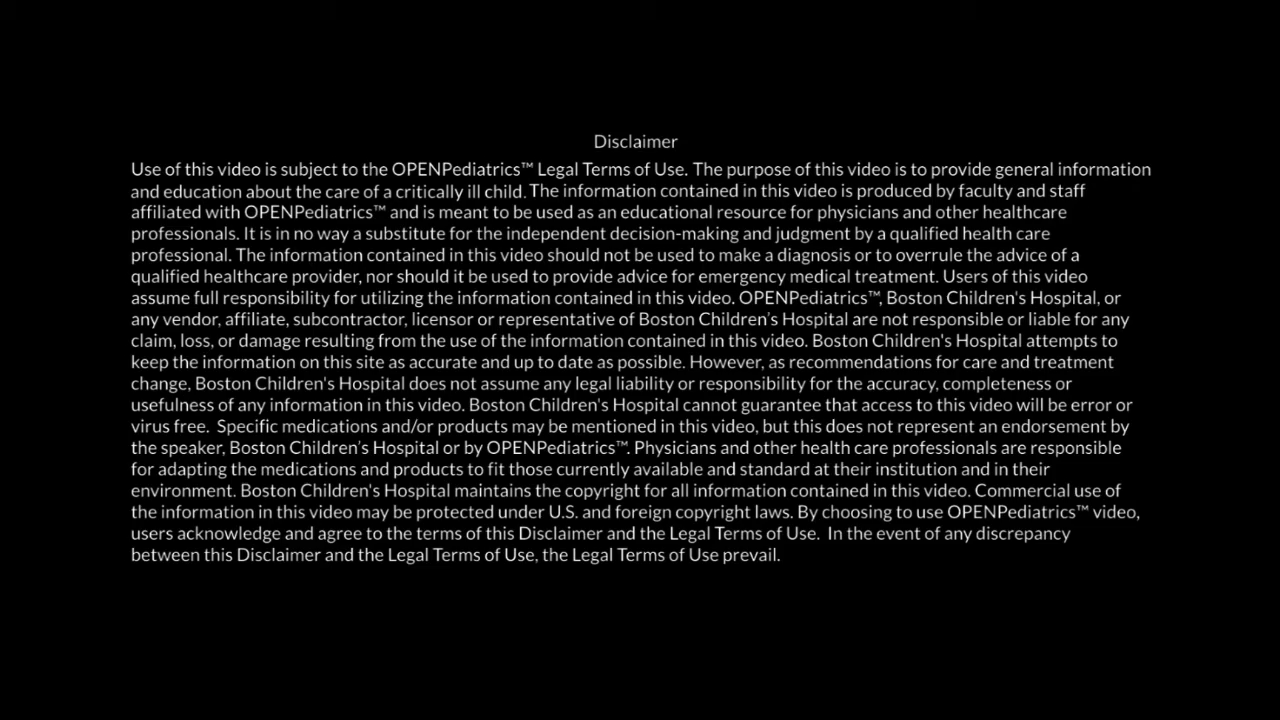 Disclaimer
Use of this video is subject to the OPENPediatrics™ Legal Terms of Use. The purpose of this video is to provide general information
and education about the care of a critically ill child. The information contained in this video is produced by faculty and staff
affiliated with OPENPediatrics™ and is meant to be used as an educational resource for physicians and other healthcare
professionals. It is in no way a substitute for the independent decision-making and judgment by a qualified health care
professional. The information contained in this video should not be used to make a diagnosis or to overrule the advice of a
qualified healthcare provider, nor should it be used to provide advice for emergency medical treatment. Users of this video
assume full responsibility for utilizing the information contained in this video. OPENPediatrics™, Boston Children's Hospital, or
any vendor, affiliate, subcontractor, licensor or representative of Boston Children’s Hospital are not responsible or liable for any
claim, loss, or damage resulting from the use of the information contained in this video. Boston Children's Hospital attempts to
keep the information on this site as accurate and up to date as possible. However, as recommendations for care and treatment
change, Boston Children's Hospital does not assume any legal liability or responsibility for the accuracy, completeness or
usefulness of any information in this video. Boston Children's Hospital cannot guarantee that access to this video will be error or
virus free.  Specific medications and/or products may be mentioned in this video, but this does not represent an endorsement by
the speaker, Boston Children’s Hospital or by OPENPediatrics™. Physicians and other health care professionals are responsible
for adapting the medications and products to fit those currently available and standard at their institution and in their
environment. Boston Children's Hospital maintains the copyright for all information contained in this video. Commercial use of
the information in this video may be protected under U.S. and foreign copyright laws. By choosing to use OPENPediatrics™ video,
users acknowledge and agree to the terms of this Disclaimer and the Legal Terms of Use.  In the event of any discrepancy
between this Disclaimer and the Legal Terms of Use, the Legal Terms of Use prevail.